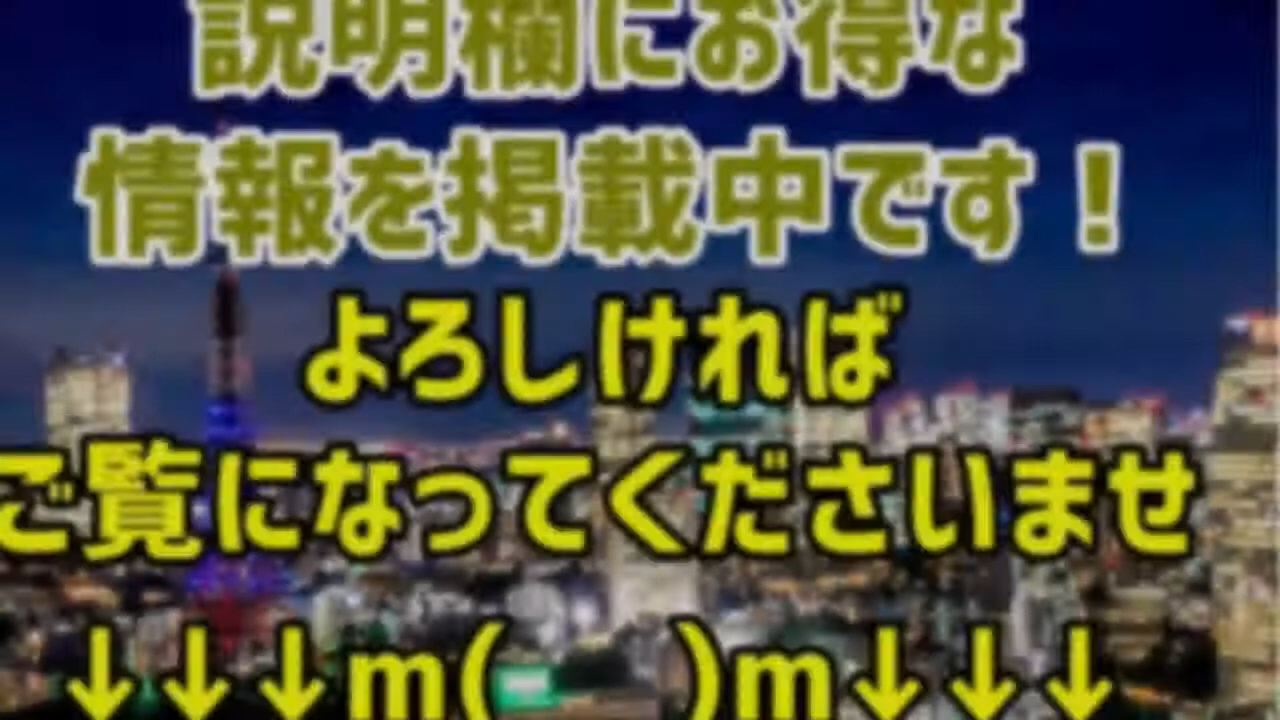 説明欄にお得な
情報を掲載中です！
よろしければ
ご覧になってくださいませ
↓↓↓m( )m↓↓↓